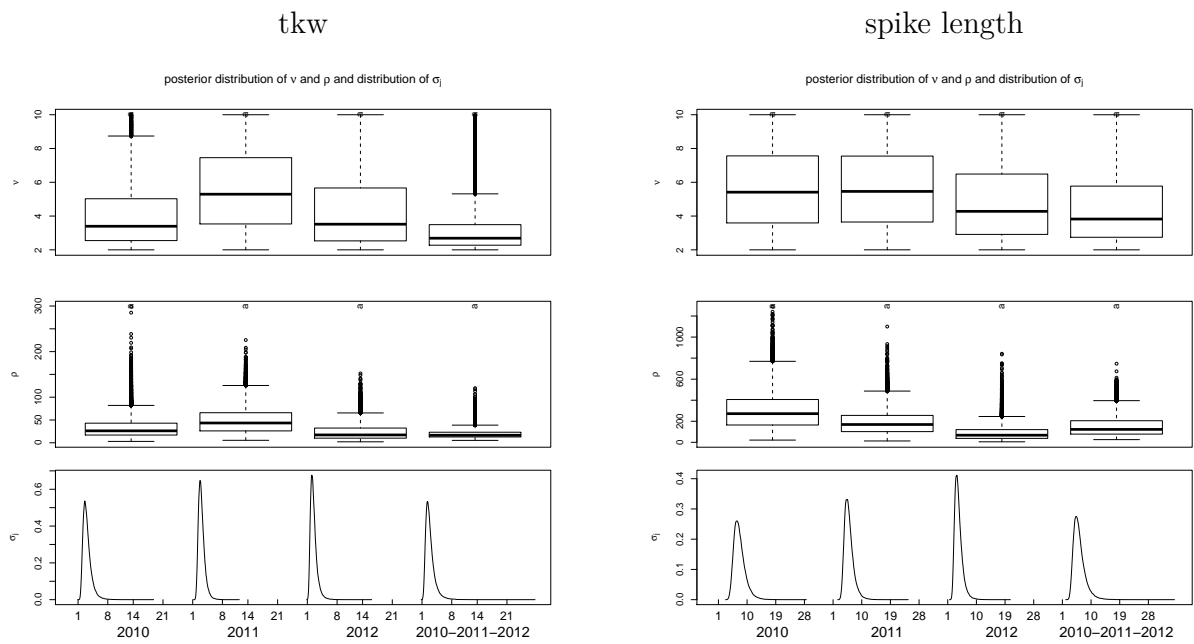 tkw
posterior distribution of ν and ρ and distribution of σj
10
8
6
4
2
ν
300
200
100
50
0
ρ
a
a
a
a
0.6
0.4
0.2
0.0
σj
1 8 14 21 1 8 14 21 1 8 14 21 1 8 14 21
2010 2011 2012 2010−2011−2012
spike length
posterior distribution of ν and ρ and distribution of σj
10
8
6
4
2
ν
1000
600
200
0
ρ
a
a
a
a
0.4
0.3
0.2
0.1
0.0
σj
1 10 19 28 1 10 19 28 1 10 19 28 1 10 19 28
2010 2011 2012 2010−2011−2012